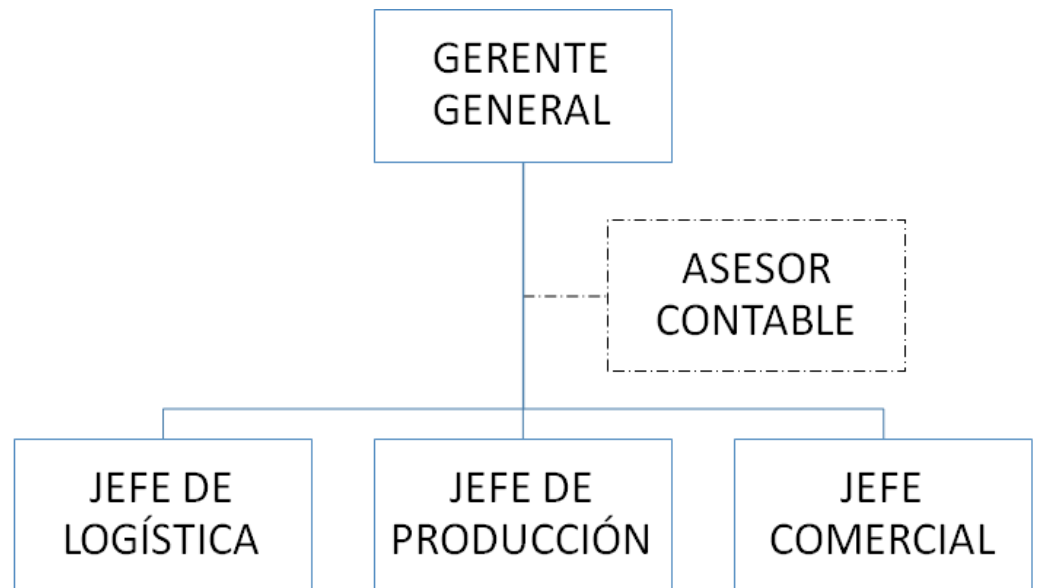 GERENTE
GENERAL
ASESOR
CONTABLE
JEFE DE
LOGÍSTICA
JEFE DE
PRODUCCIÓN
JEFE
COMERCIAL